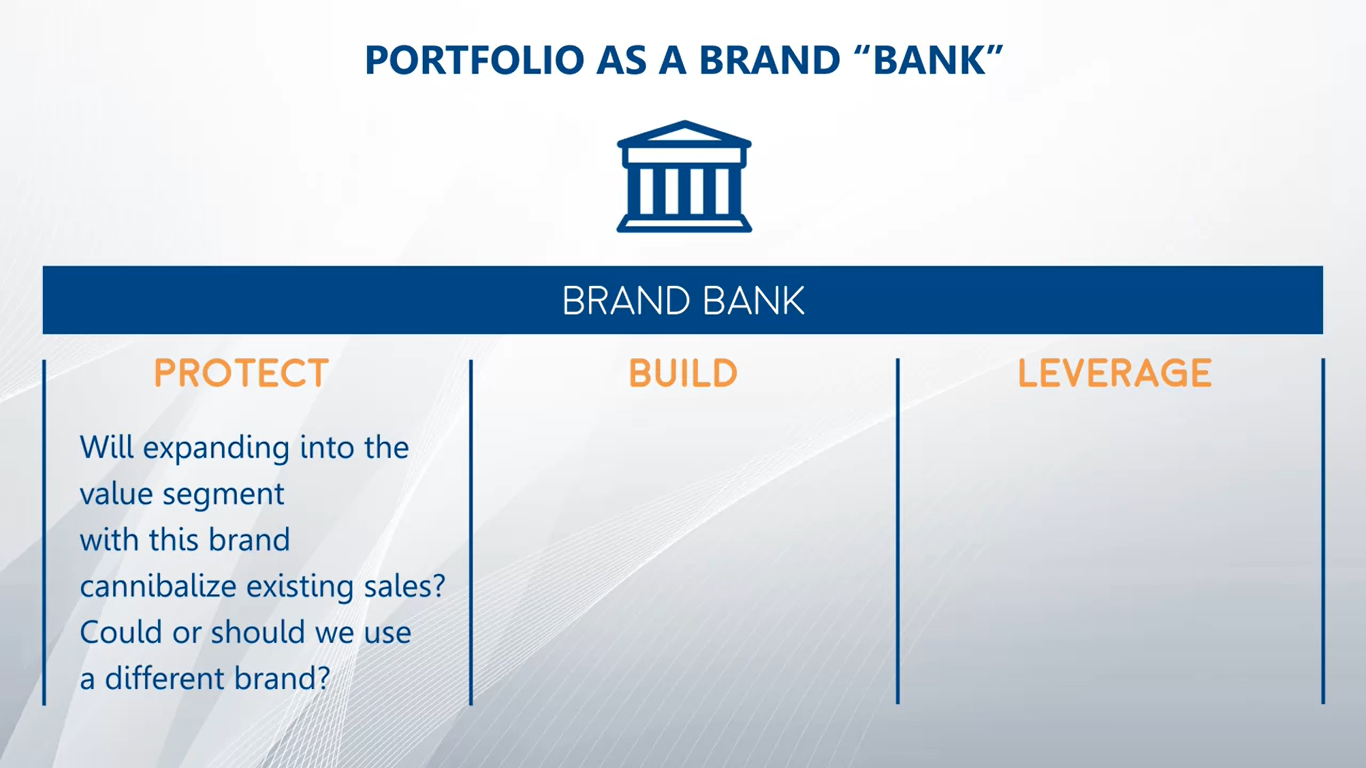 PORTFOLIO AS A BRAND “BANK”
BRAND BANK
PROTECT
Will expanding into the
value segment
with this brand
cannibalize existing sales?
Could or should we use
a different brand?
BUILD
LEVERAGE